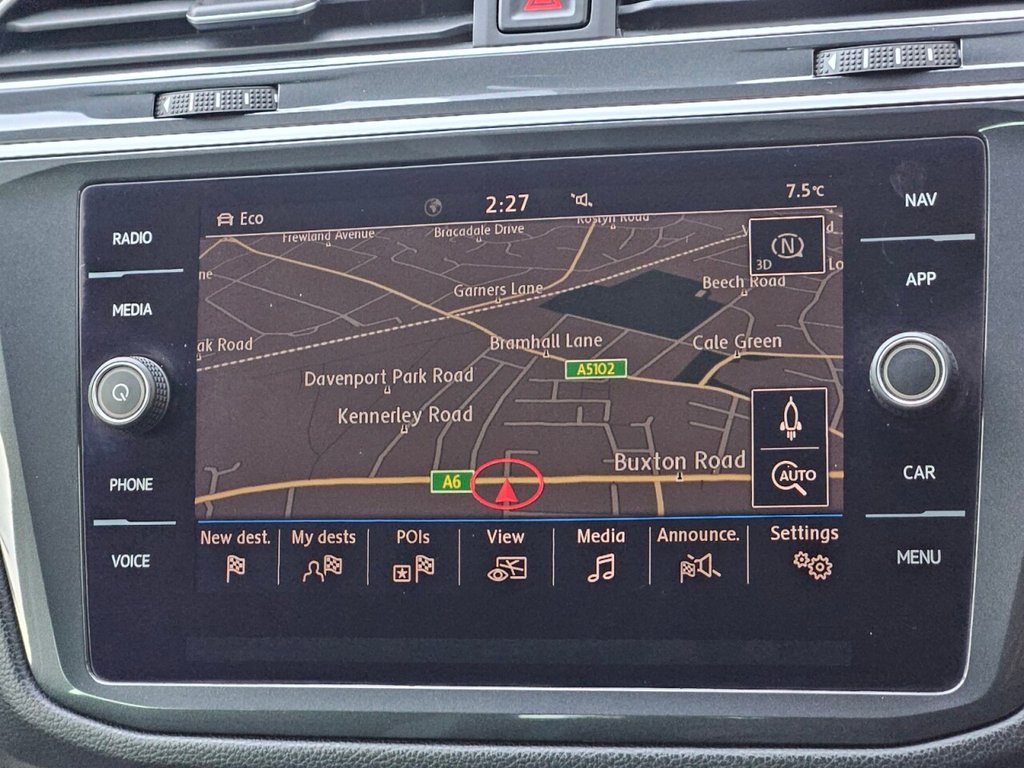 Eco
2:27
7.5°C
RADIO
MEDIA
PHONE
VOICE
NAV
APP
CAR
MENU
Frewland Avenue
Bracadale Drive
Roslyn Road
N
3D
Garners Lane
Beech Road
Bramhall Lane
Cale Green
A5102
Davenport Park Road
Kennerley Road
A6
Buxton Road
AUTO
New dest.
My dests
POIs
View
Media
Announce.
Settings